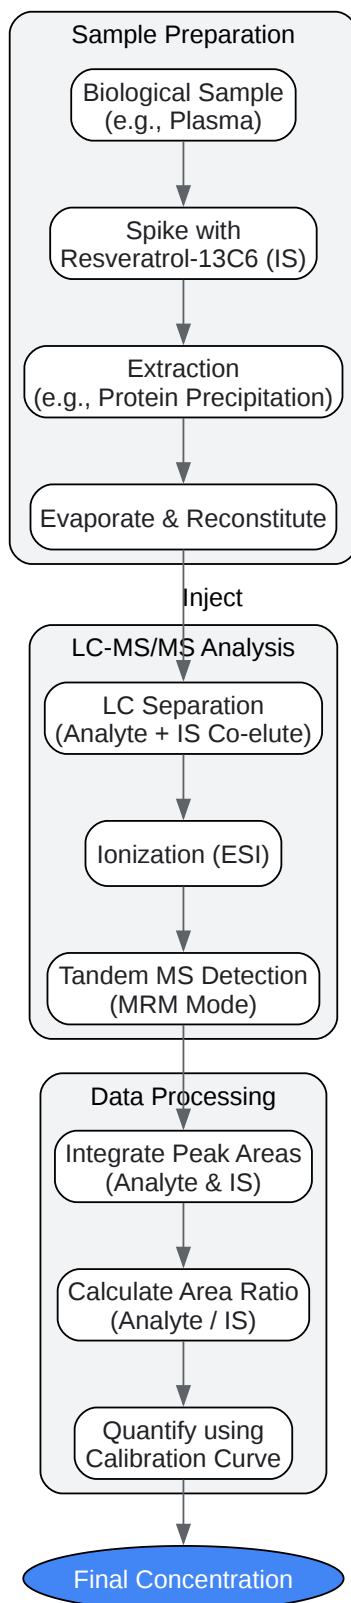 Sample Preparation
Biological Sample
(e.g., Plasma)
Spike with
Resveratrol-13C6 (IS)
Extraction
(e.g., Protein Precipitation)
Evaporate & Reconstitute
Inject
LC-MS/MS Analysis
LC Separation
(Analyte + IS Co-elute)
Ionization (ESI)
Tandem MS Detection
(MRM Mode)
Data Processing
Integrate Peak Areas
(Analyte & IS)
Calculate Area Ratio
(Analyte / IS)
Quantify using
Calibration Curve
Final Concentration